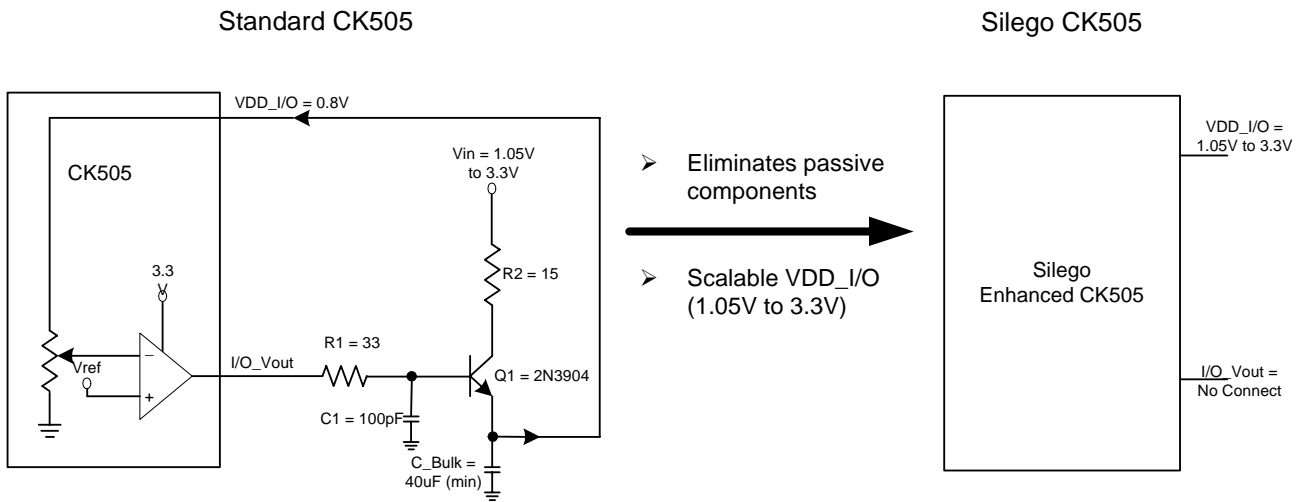 Standard CK505
Silego CK505
VDD_I/O = 0.8V
CK505
Vin = 1.05V
to 3.3V
R2 = 15
3.3
V
Vref
−
+
I/O_Vout
R1 = 33
Q1 = 2N3904
C1 = 100pF
C_Bulk =
40uF (min)
➢ Eliminates passive
components
➢ Scalable VDD_I/O
(1.05V to 3.3V)
VDD_I/O =
1.05V to 3.3V
Silego
Enhanced CK505
I/O_Vout =
No Connect